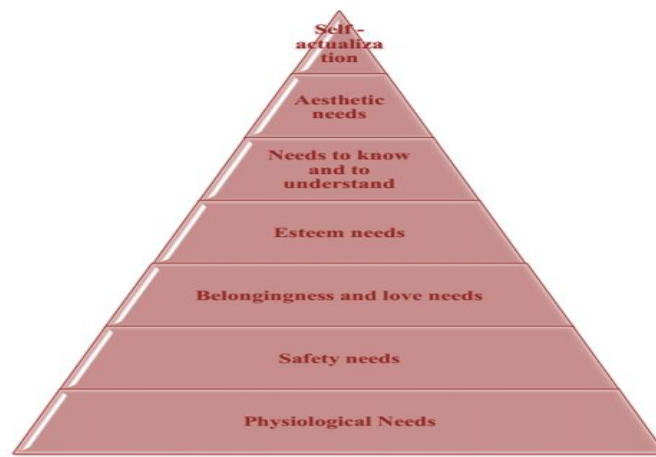 Self -
actualiza
tion
Aesthetic
needs
Needs to know
and to
understand
Esteem needs
Belongingness and love needs
Safety needs
Physiological Needs